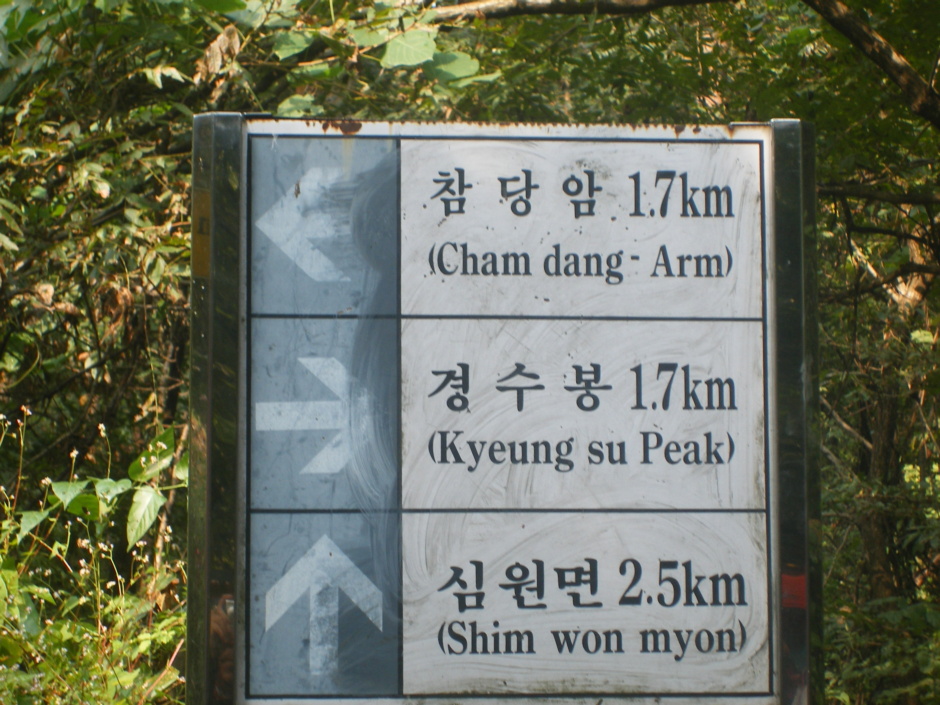 참 당 암 1.7km
(Cham dang - Arm)
경 수 봉 1.7km
(Kyeung su Peak)
심원면 2.5km
(Shim won myon)